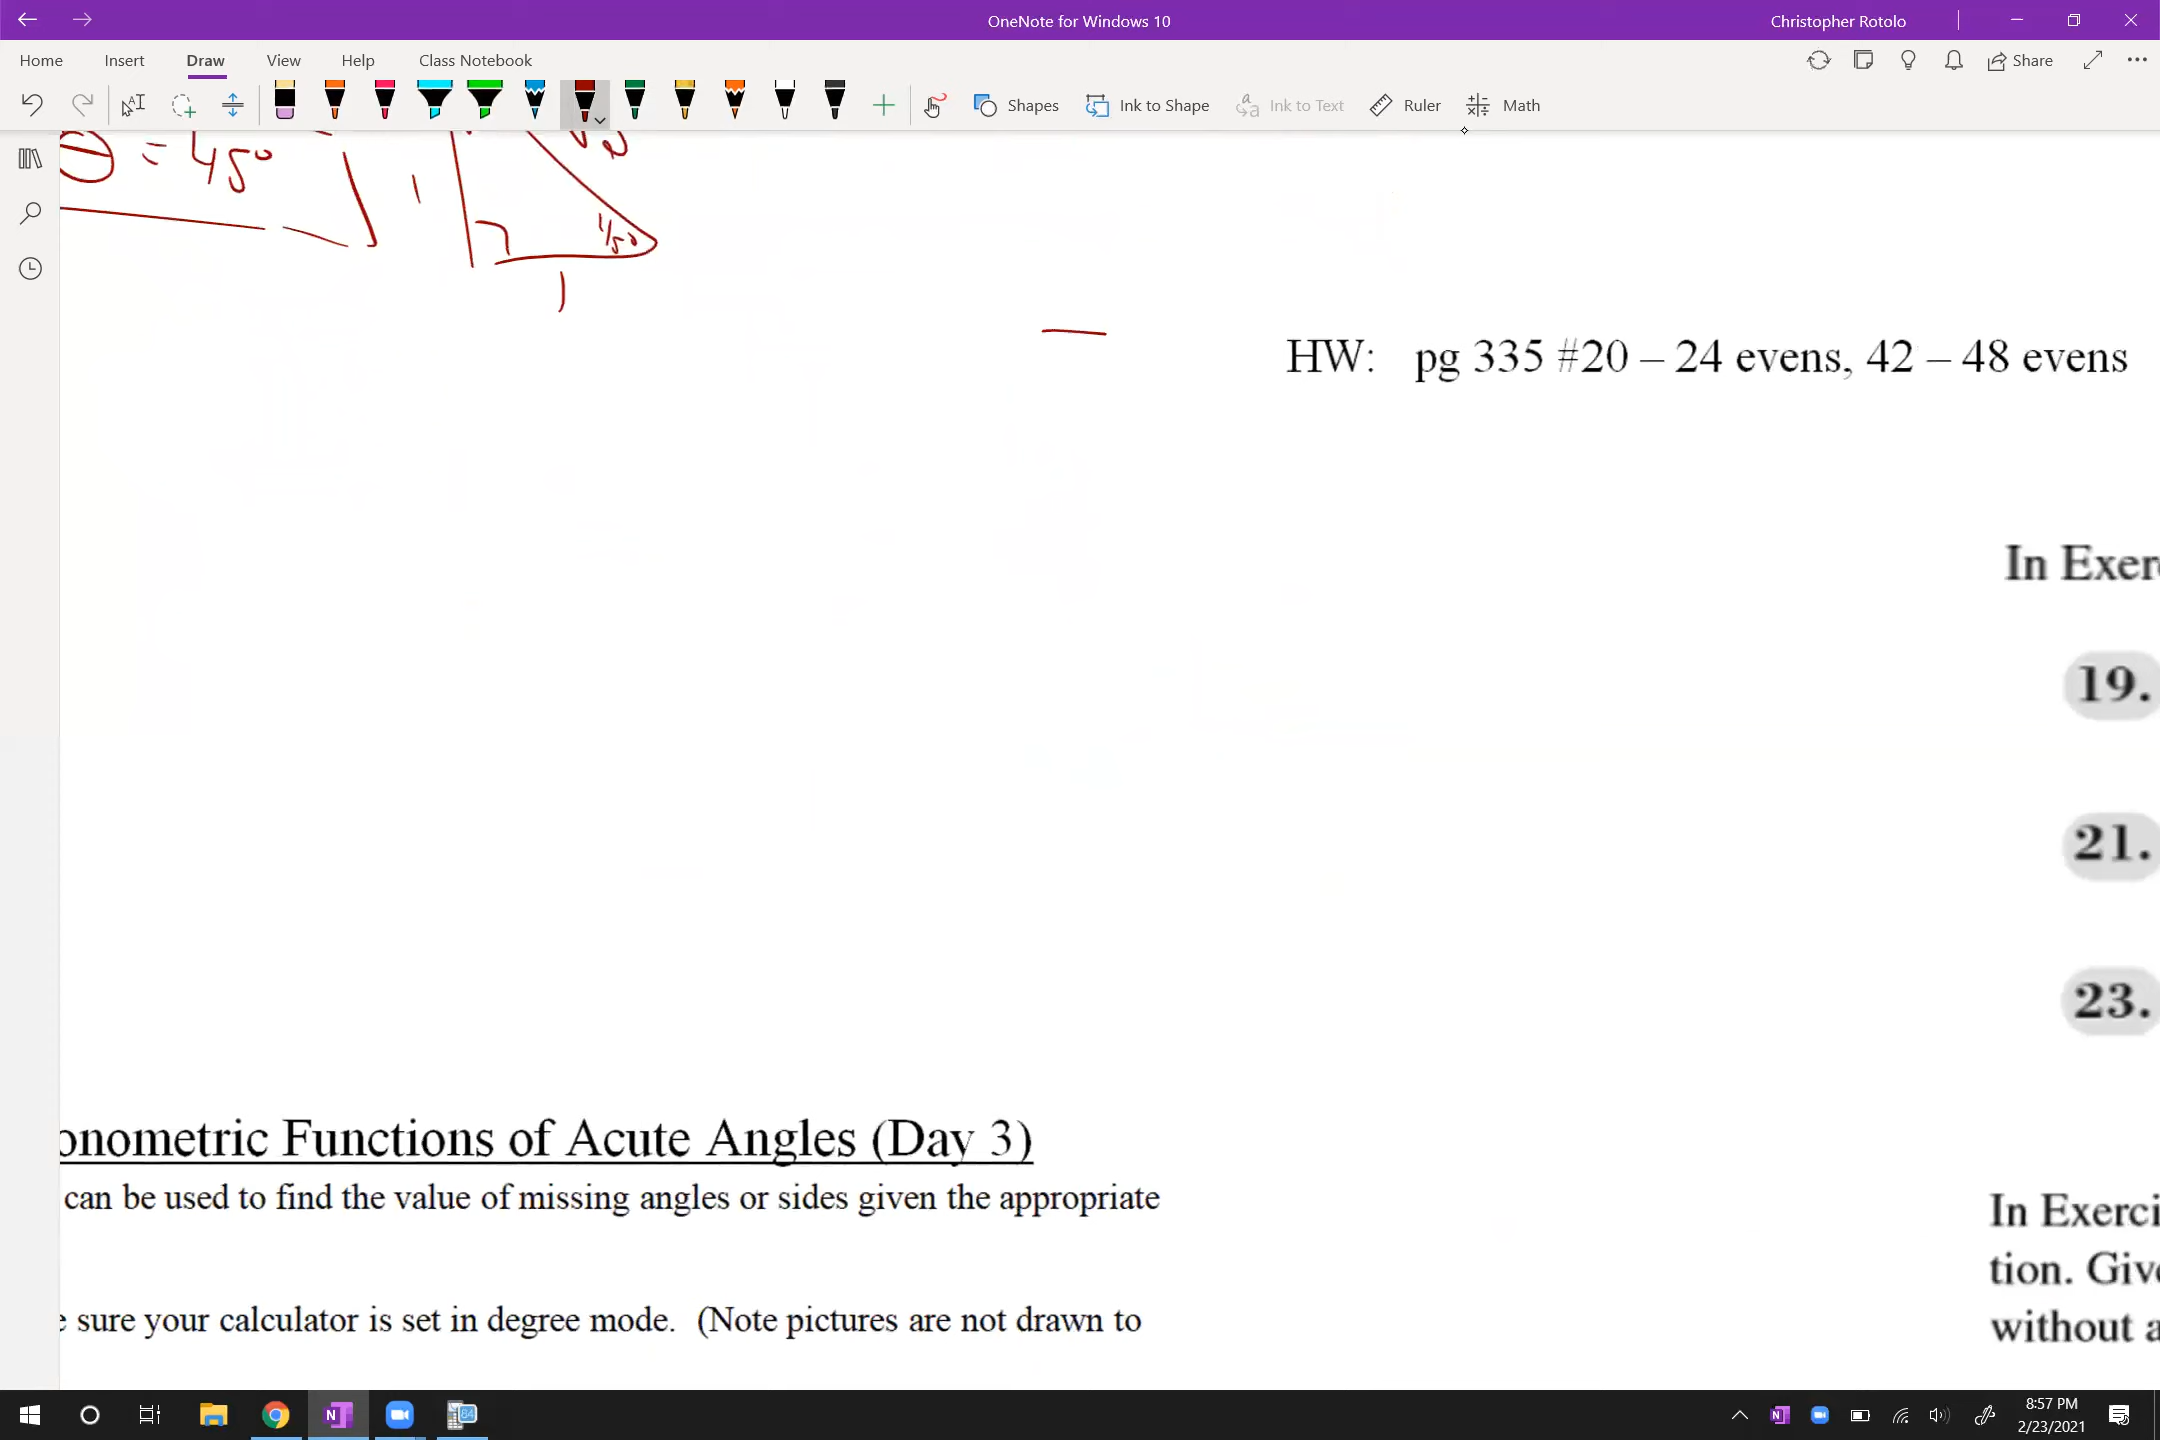 OneNote for Windows 10
Christopher Rotolo
Home Insert Draw View Help Class Notebook
Share
Shapes Ink to Shape Ink to Text Ruler Math
= 45°
1
45°
1
HW: pg 335 #20 – 24 evens, 42 – 48 evens
In Exer
19.
21.
23.
onometric Functions of Acute Angles (Day 3)
can be used to find the value of missing angles or sides given the appropriate
In Exerci
tion. Giv
e sure your calculator is set in degree mode. (Note pictures are not drawn to
without a
84
8:57 PM
2/23/2021